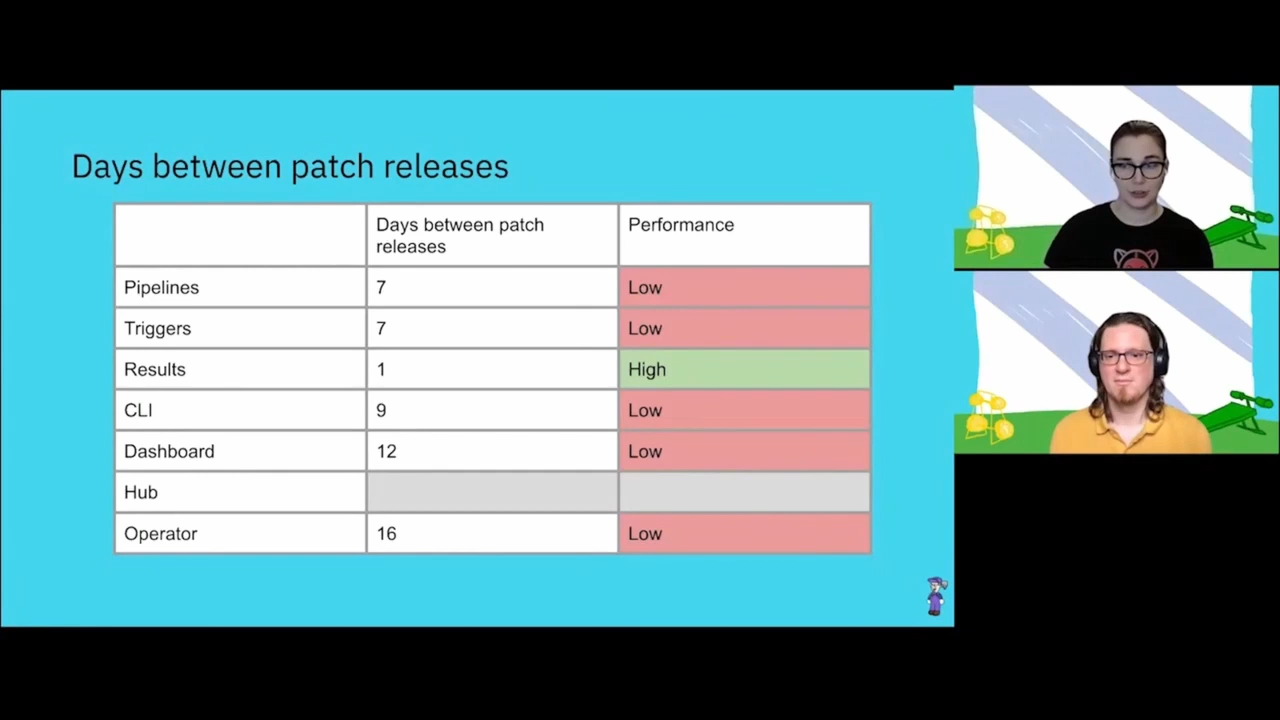 Days between patch releases
Days between patch
releases
Performance
Pipelines
7
Low
Triggers
7
Low
Results
1
High
CLI
9
Low
Dashboard
12
Low
Hub
Operator
16
Low